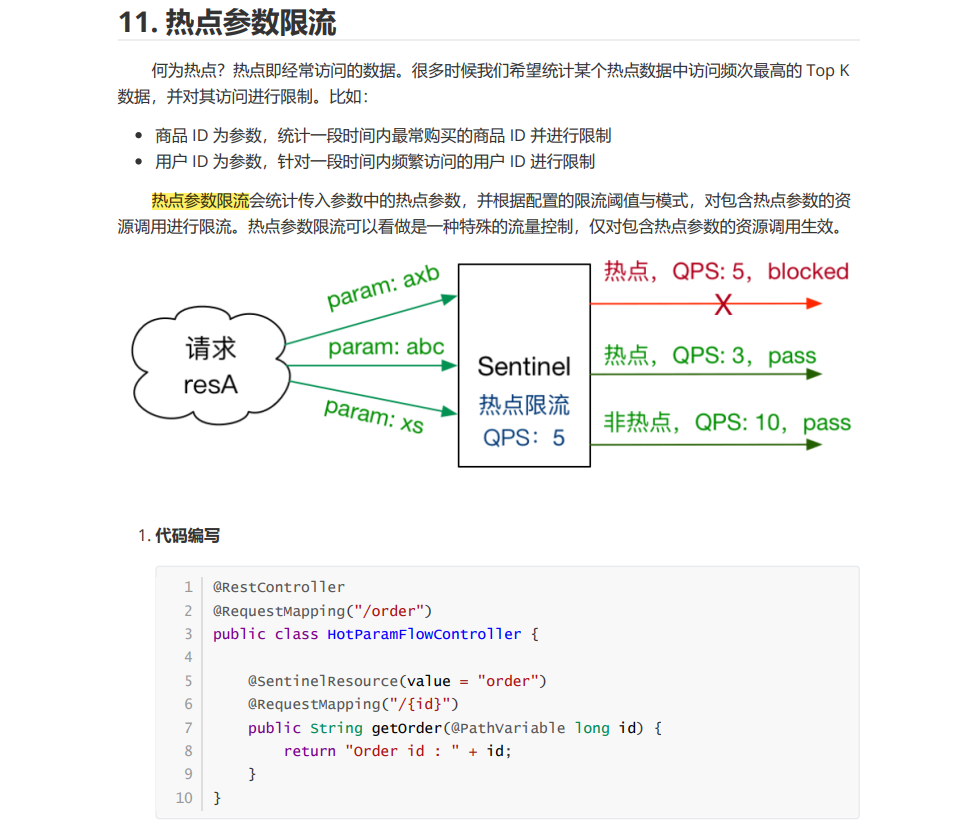 11. 热点参数限流
何为热点？热点即经常访问的数据。很多时候我们希望统计某个热点数据中访问频次最高的 Top K
数据，并对其访问进行限制。比如：
• 商品 ID 为参数，统计一段时间内最常购买的商品 ID 并进行限制
• 用户 ID 为参数，针对一段时间内频繁访问的用户 ID 进行限制
热点参数限流会统计传入参数中的热点参数，并根据配置的限流阈值与模式，对包含热点参数的资
源调用进行限流。热点参数限流可以看做是一种特殊的流量控制，仅对包含热点参数的资源调用生效。
请求
resA
param: axb
param: abc
param: xs
Sentinel
热点限流
QPS：5
热点，QPS: 5，blocked
X
热点，QPS: 3，pass
非热点，QPS: 10，pass
1. 代码编写
1 @RestController
2 @RequestMapping("/order")
3 public class HotParamFlowController {
4
5     @SentinelResource(value = "order")
6     @RequestMapping("/{id}")
7     public String getOrder(@PathVariable long id) {
8         return "Order id : " + id;
9     }
10 }